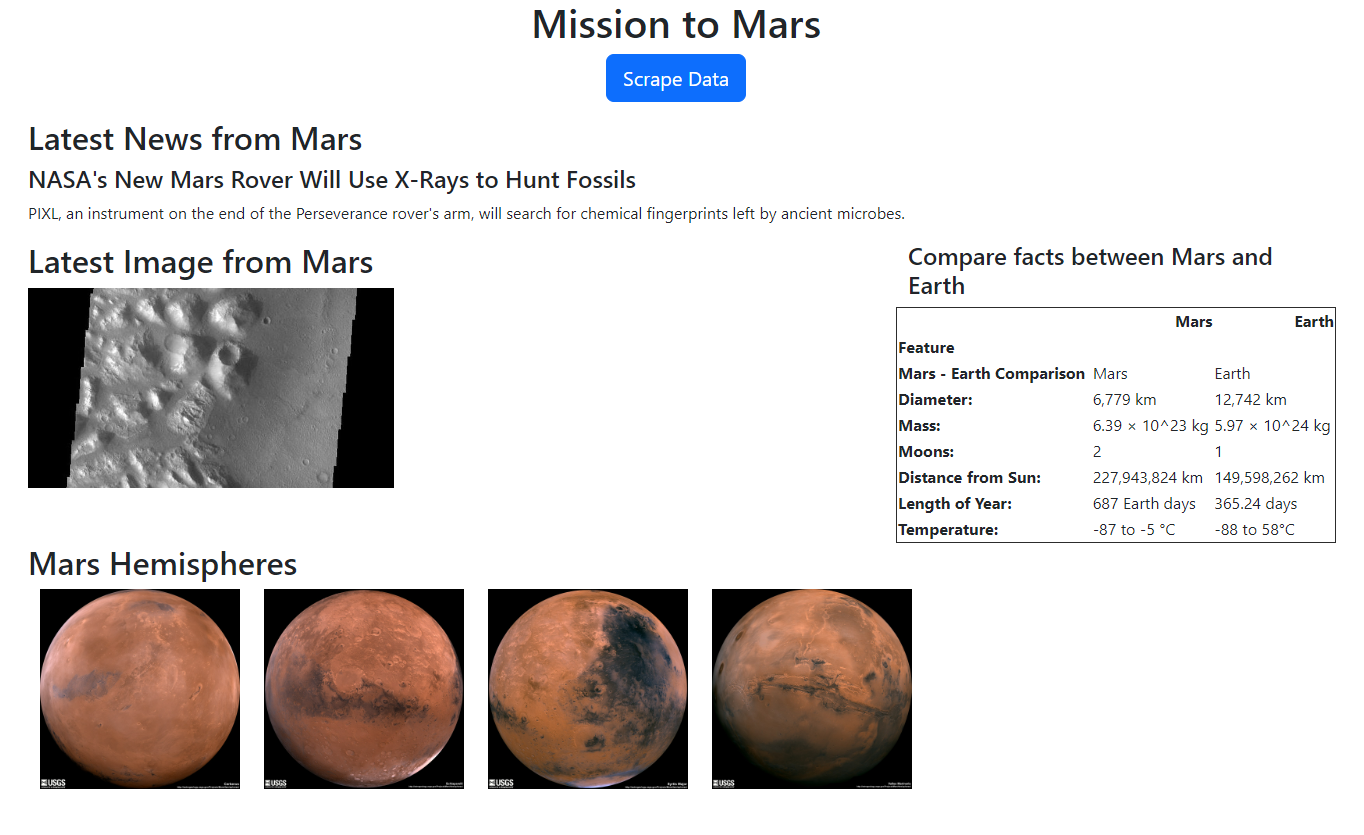 Mission to Mars
Scrape Data
Latest News from Mars
NASA's New Mars Rover Will Use X-Rays to Hunt Fossils
PIXL, an instrument on the end of the Perseverance rover's arm, will search for chemical fingerprints left by ancient microbes.
Latest Image from Mars
Compare facts between Mars and
Earth
Mars Earth
Feature
Mars - Earth Comparison Mars Earth
Diameter: 6,779 km 12,742 km
Mass: 6.39 × 10^23 kg 5.97 × 10^24 kg
Moons: 2 1
Distance from Sun: 227,943,824 km 149,598,262 km
Length of Year: 687 Earth days 365.24 days
Temperature: -87 to -5 °C -88 to 58°C
Mars Hemispheres
USGS
USGS
USGS
USGS